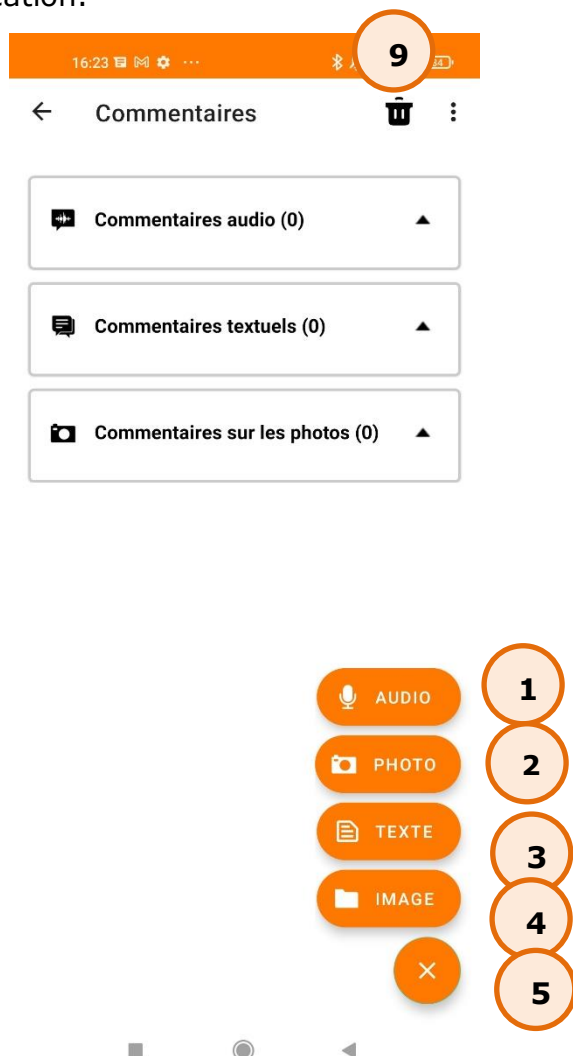 cation.
16:23 ...
9
Commentaires
Commentaires audio (0)
Commentaires textuels (0)
Commentaires sur les photos (0)
AUDIO
1
PHOTO
2
TEXTE
3
IMAGE
4
5